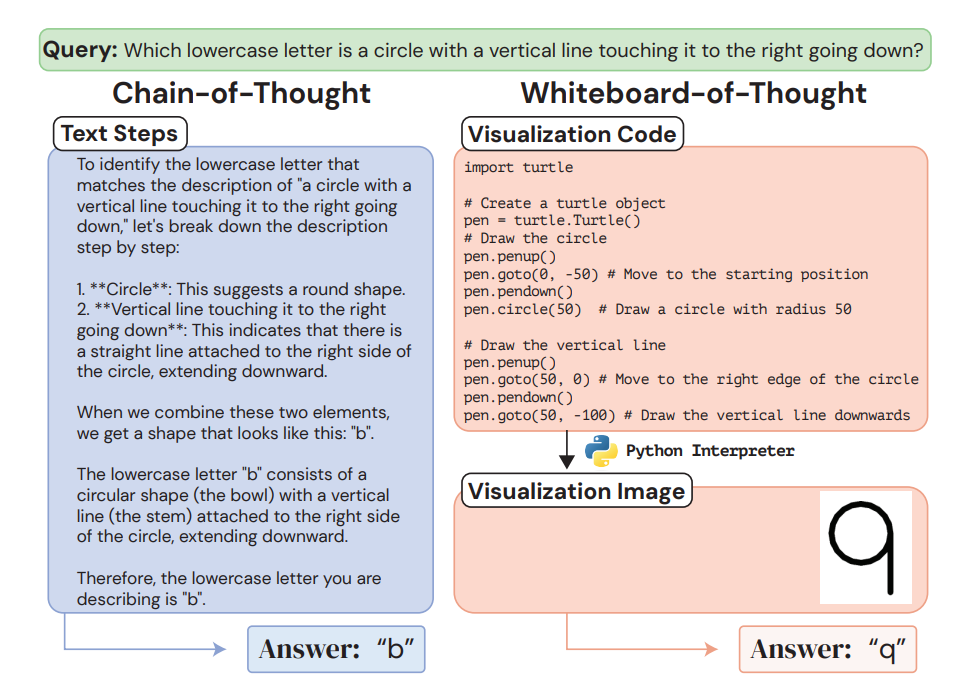 Query: Which lowercase letter is a circle with a vertical line touching it to the right going down?
Chain-of-Thought
Text Steps
To identify the lowercase letter that
matches the description of "a circle with a
vertical line touching it to the right going
down," let's break down the description
step by step:
1. **Circle**: This suggests a round shape.
2. **Vertical line touching it to the right
going down**: This indicates that there is
a straight line attached to the right side of
the circle, extending downward.
When we combine these two elements,
we get a shape that looks like this: "b".
The lowercase letter "b" consists of a
circular shape (the bowl) with a vertical
line (the stem) attached to the right side
of the circle, extending downward.
Therefore, the lowercase letter you are
describing is "b".
Answer: “b”
Whiteboard-of-Thought
Visualization Code
import turtle
# Create a turtle object
pen = turtle.Turtle()
# Draw the circle
pen.penup()
pen.goto(0, -50) # Move to the starting position
pen.pendown()
pen.circle(50)  # Draw a circle with radius 50
# Draw the vertical line
pen.penup()
pen.goto(50, 0) # Move to the right edge of the circle
pen.pendown()
pen.goto(50, -100) # Draw the vertical line downwards
Python Interpreter
Visualization Image
q
Answer: “q”